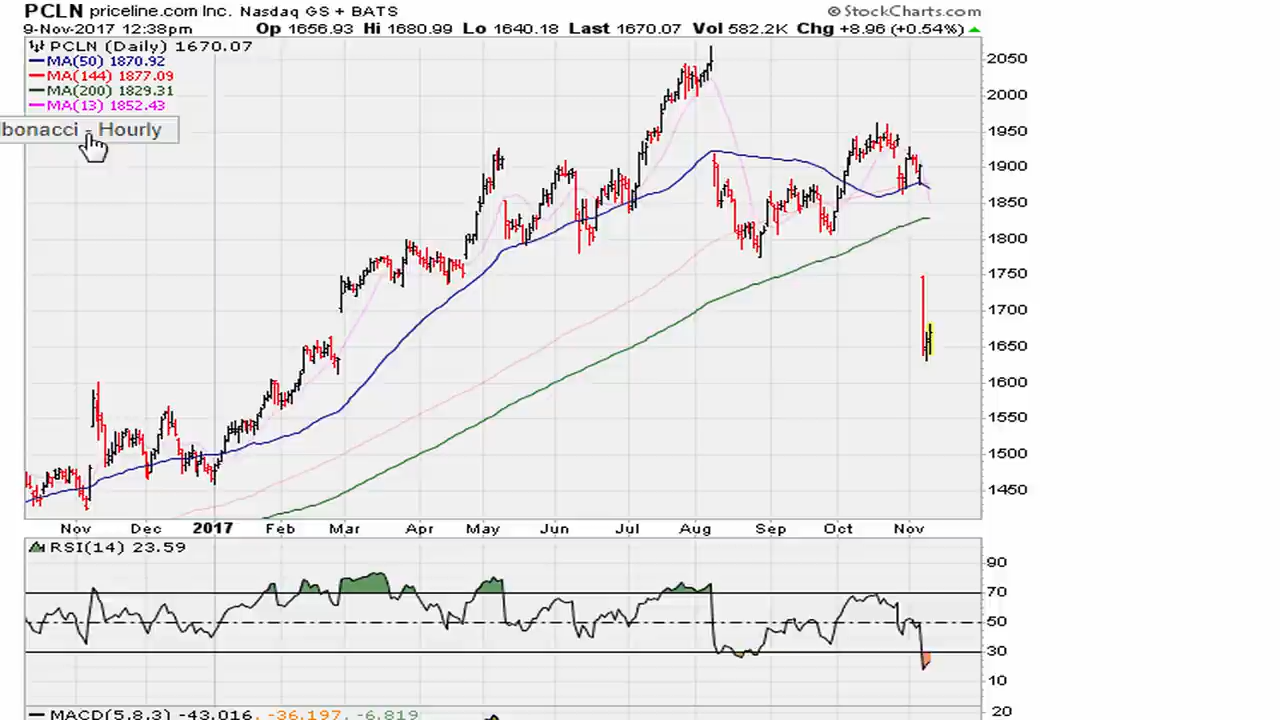 PCLN priceline.com Inc. Nasdaq GS + BATS
© StockCharts.com
9-Nov-2017 12:38pm
Op 1656.93 Hi 1680.99 Lo 1640.18 Last 1670.07 Vol 582.2K Chg +8.96 (+0.54%)
PCLN (Daily) 1670.07
MA(50) 1870.92
MA(144) 1877.09
MA(200) 1829.31
MA(13) 1852.43
lbonacci - Hourly
2050
2000
1950
1900
1850
1800
1750
1700
1650
1600
1550
1500
1450
Nov Dec 2017 Feb Mar Apr May Jun Jul Aug Sep Oct Nov
RSI(14) 23.59
90
70
50
30
10
MACD(5,8,3) -43.016, -36.197, -6.819
20